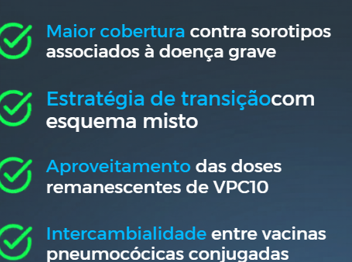 Maior cobertura contra sorotipos
associados à doença grave
Estratégia de transiçãocom
esquema misto
Aproveitamento das doses
remanescentes de VPC10
Intercambialidade entre vacinas
pneumocócicas conjugadas